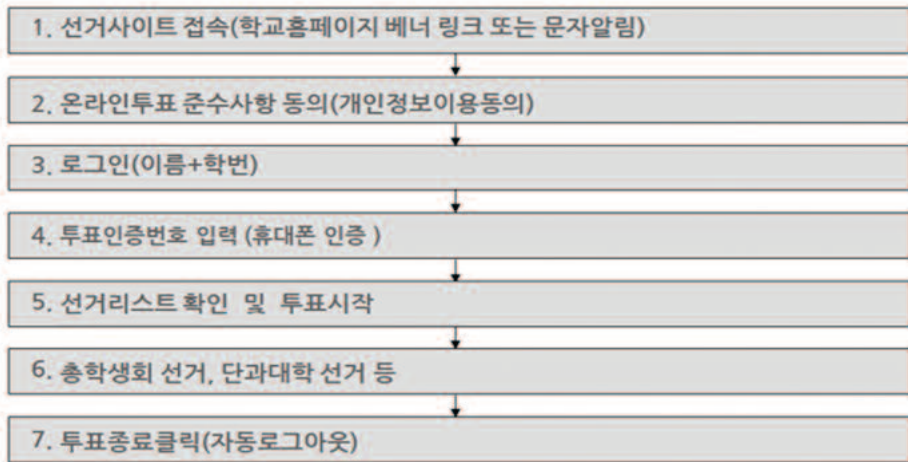 1. 선거사이트 접속(학교홈페이지 베너 링크 또는 문자알림)
2. 온라인투표 준수사항 동의(개인정보이용동의)
3. 로그인(이름+학번)
4. 투표인증번호 입력 (휴대폰 인증 )
5. 선거리스트 확인 및 투표시작
6. 총학생회 선거, 단과대학 선거 등
7. 투표종료클릭(자동로그아웃)